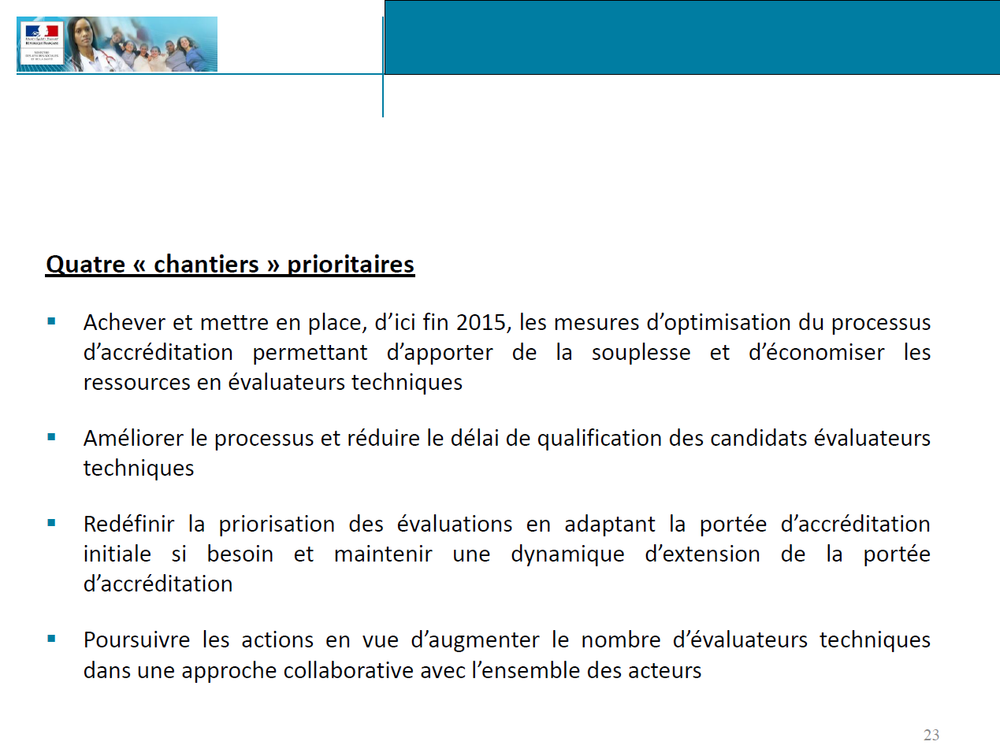 RÉPUBLIQUE FRANÇAISE
MINISTÈRE
DES AFFAIRES SOCIALES
ET DE LA SANTÉ
Quatre « chantiers » prioritaires
▪ Achever et mettre en place, d’ici fin 2015, les mesures d’optimisation du processus
d’accréditation permettant d’apporter de la souplesse et d’économiser les
ressources en évaluateurs techniques
▪ Améliorer le processus et réduire le délai de qualification des candidats évaluateurs
techniques
▪ Redéfinir la priorisation des évaluations en adaptant la portée d’accréditation
initiale si besoin et maintenir une dynamique d’extension de la portée
d’accréditation
▪ Poursuivre les actions en vue d’augmenter le nombre d’évaluateurs techniques
dans une approche collaborative avec l’ensemble des acteurs
23